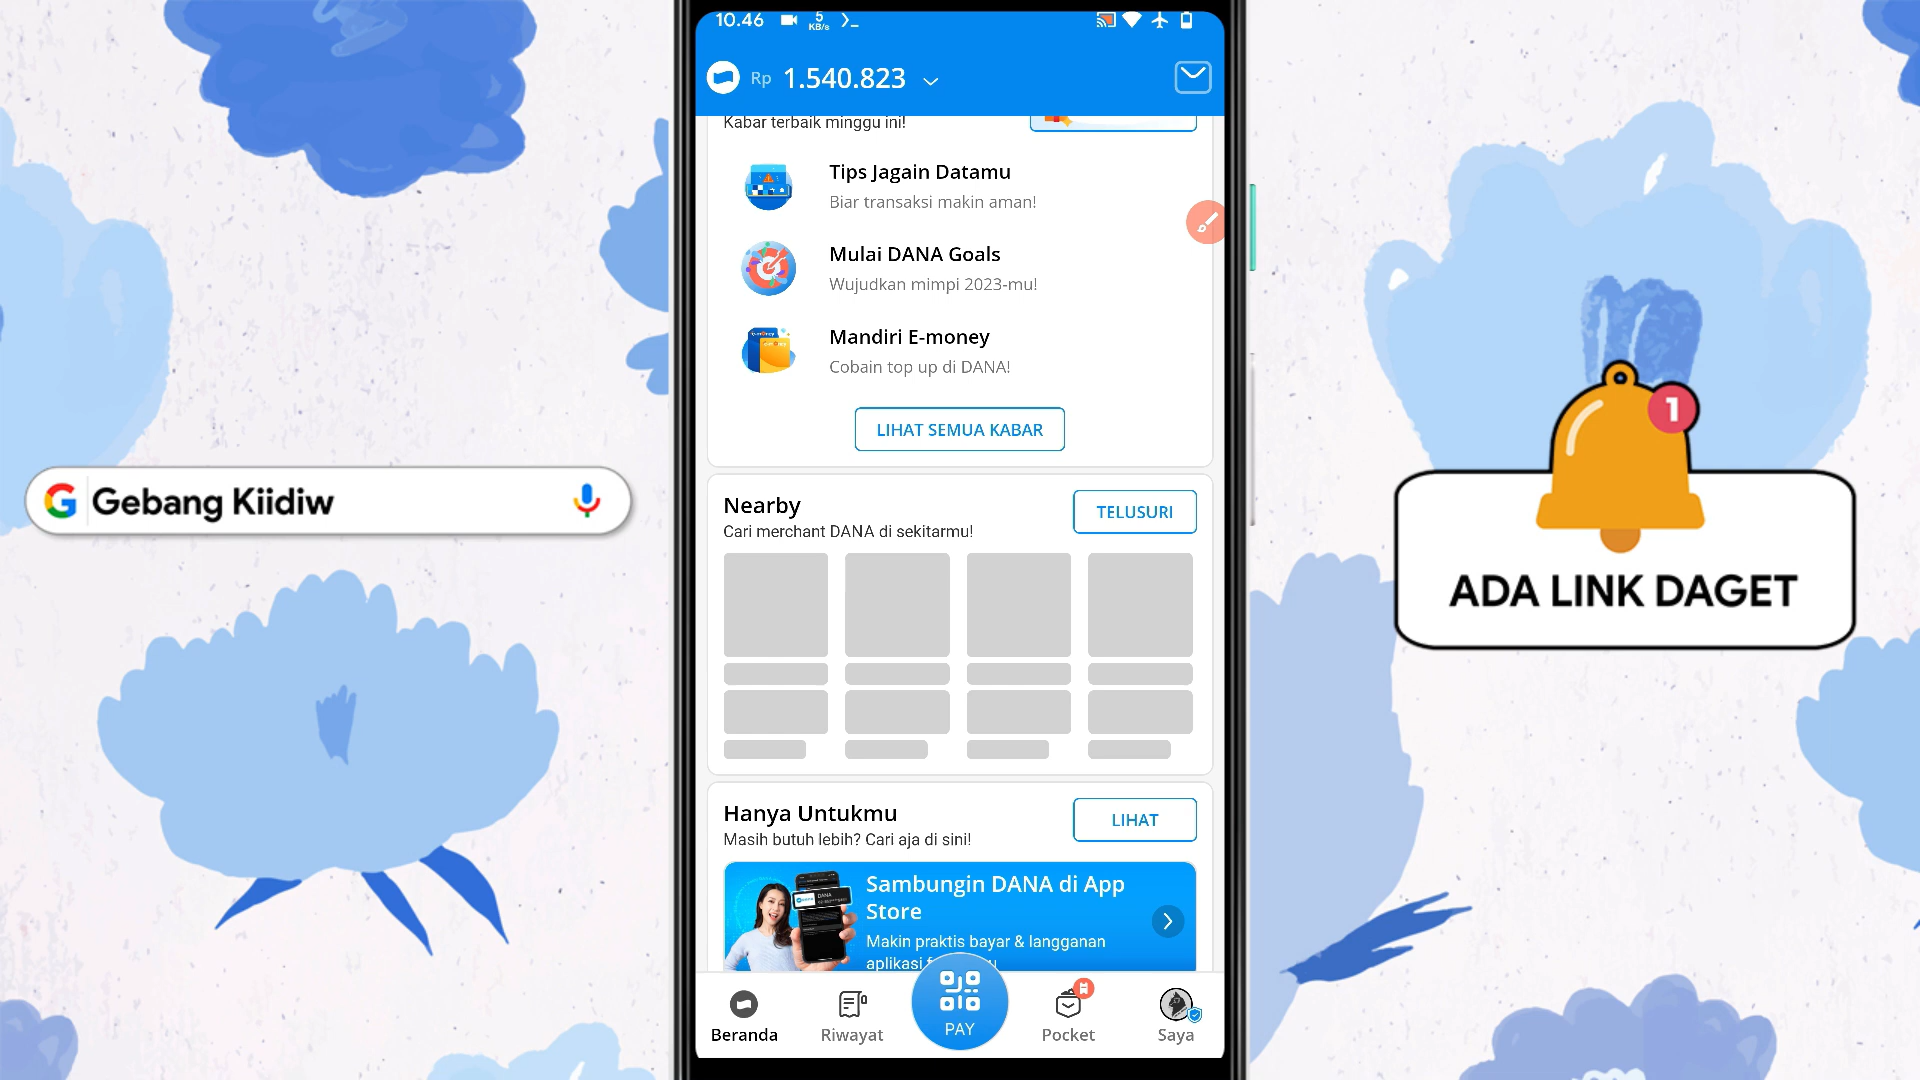 10.46
5
KB/s
Rp 1.540.823
Kabar terbaik minggu ini!
Tips Jagain Datamu
Biar transaksi makin aman!
Mulai DANA Goals
Wujudkan mimpi 2023-mu!
Mandiri E-money
Cobain top up di DANA!
LIHAT SEMUA KABAR
Nearby
Cari merchant DANA di sekitarmu!
TELUSURI
Hanya Untukmu
Masih butuh lebih? Cari aja di sini!
LIHAT
Sambungin DANA di App
Store
Makin praktis bayar & langganan
aplikasi
PAY
Beranda
Riwayat
Pocket
Saya
Gebang Kiidiw
1
ADA LINK DAGET